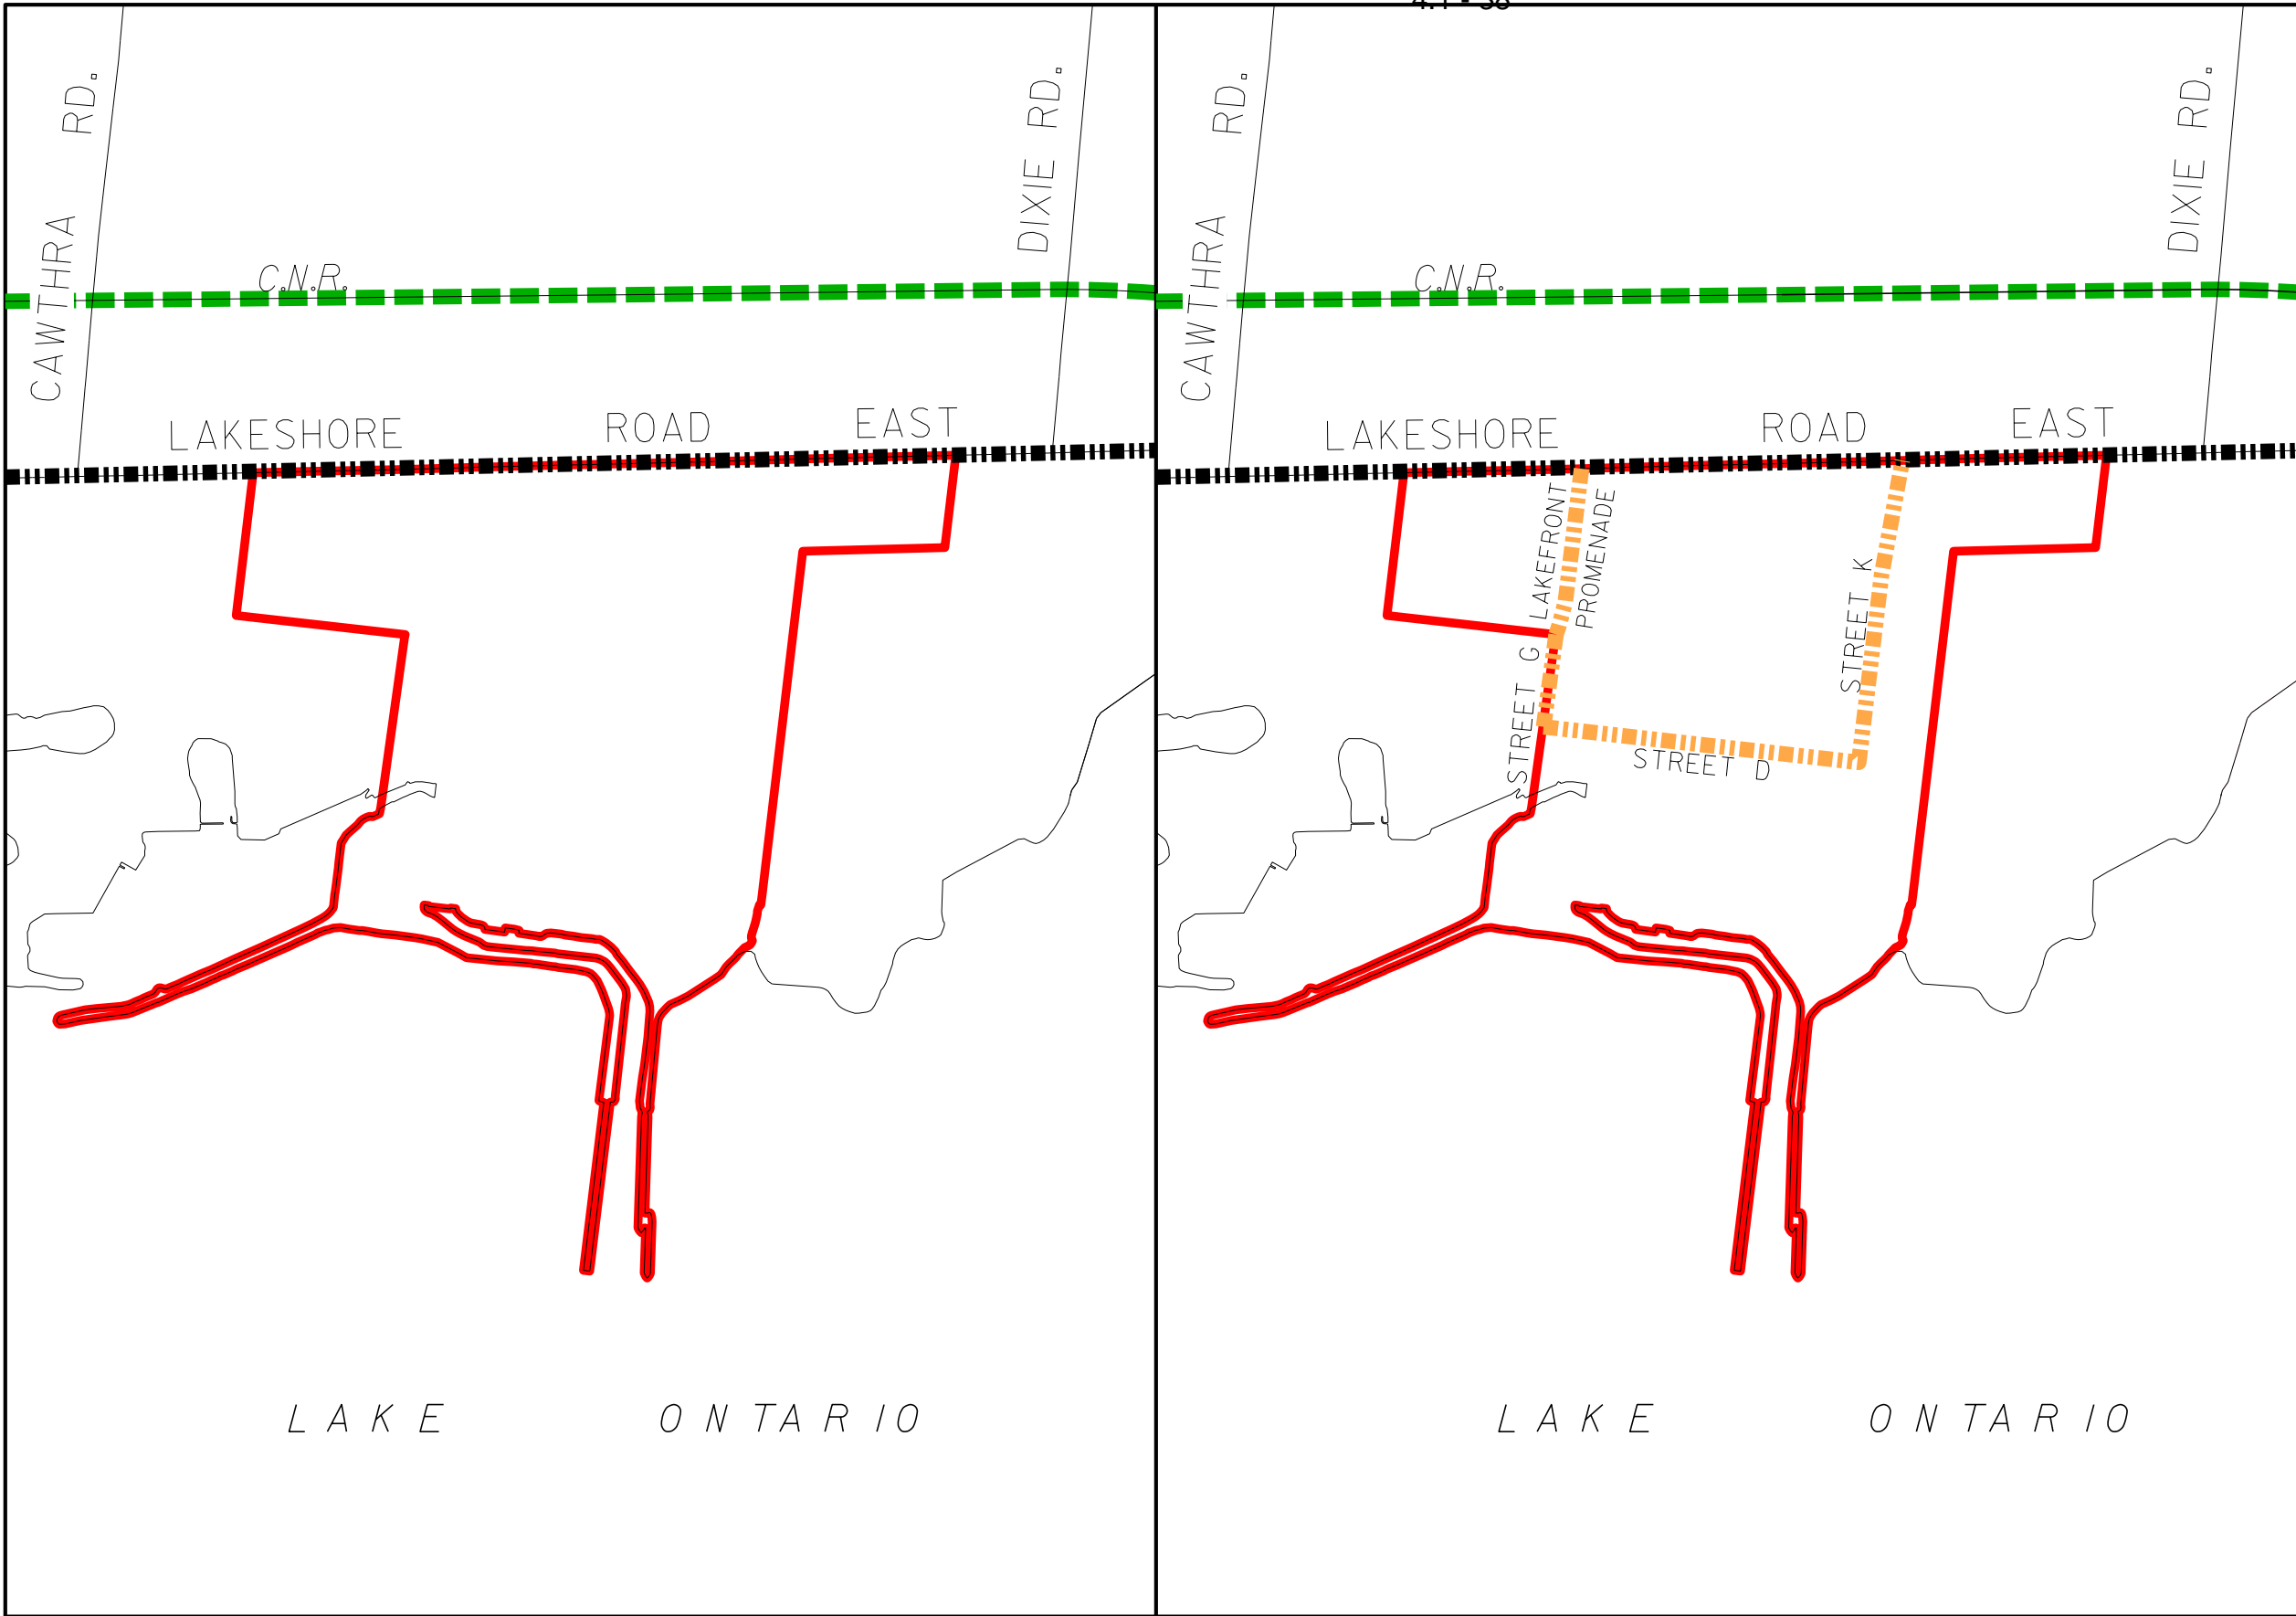 CAWTHRA RD.
DIXIE RD.
C.N.R.
LAKESHORE ROAD EAST
LAKE ONTARIO
CAWTHRA RD.
DIXIE RD.
C.N.R.
LAKESHORE ROAD EAST
LAKEFRONT
PROMENADE
STREET K
STREET G
STREET D
LAKE ONTARIO